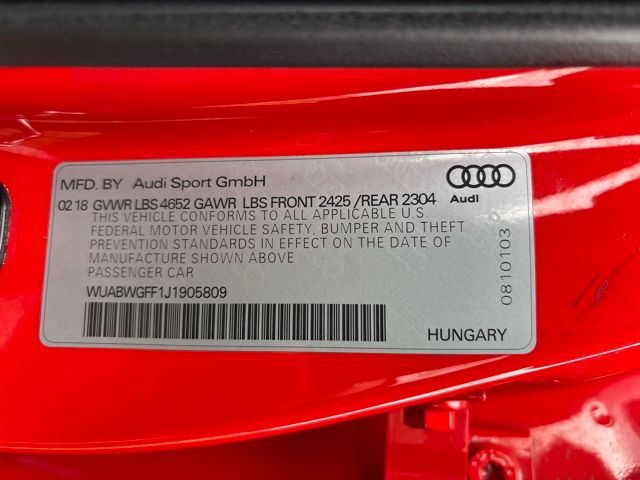 MFD. BY Audi Sport GmbH
02 18 GVWR LBS 4652 GAWR LBS FRONT 2425 /REAR 2304
THIS VEHICLE CONFORMS TO ALL APPLICABLE U.S
FEDERAL MOTOR VEHICLE SAFETY, BUMPER AND THEFT
PREVENTION STANDARDS IN EFFECT ON THE DATE OF
MANUFACTURE SHOWN ABOVE
PASSENGER CAR
WUABWGFF1J1905809
Audi
0810103
HUNGARY